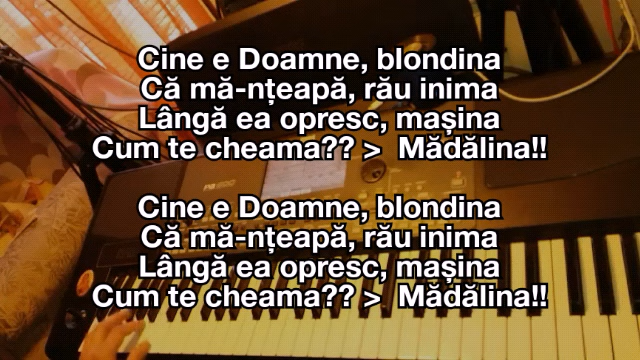 Cine e Doamne, blondina
Că mă-nțeapă, rău inima
Lângă ea opresc, mașina
Cum te cheama?? > Mădălina!!
Cine e Doamne, blondina
Că mă-nțeapă, rău inima
Lângă ea opresc, mașina
Cum te cheama?? > Mădălina!!